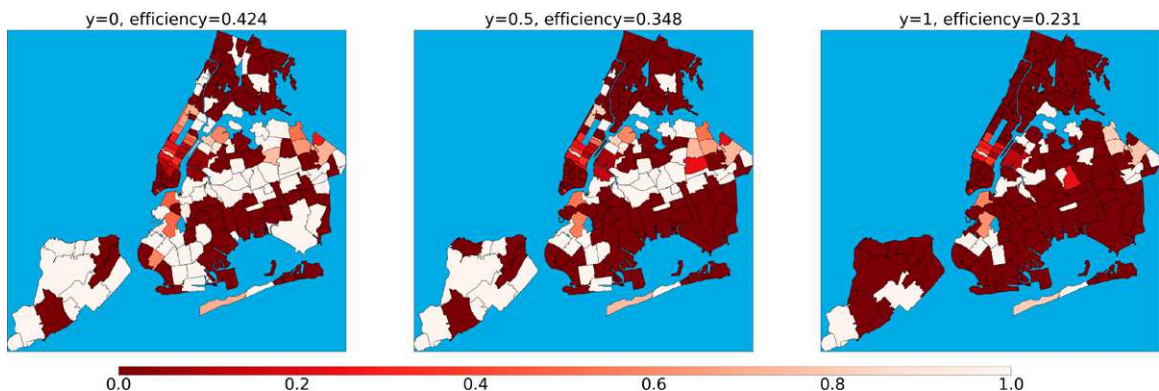 y=0, efficiency=0.424
y=0.5, efficiency=0.348
y=1, efficiency=0.231
0.0 0.2 0.4 0.6 0.8 1.0